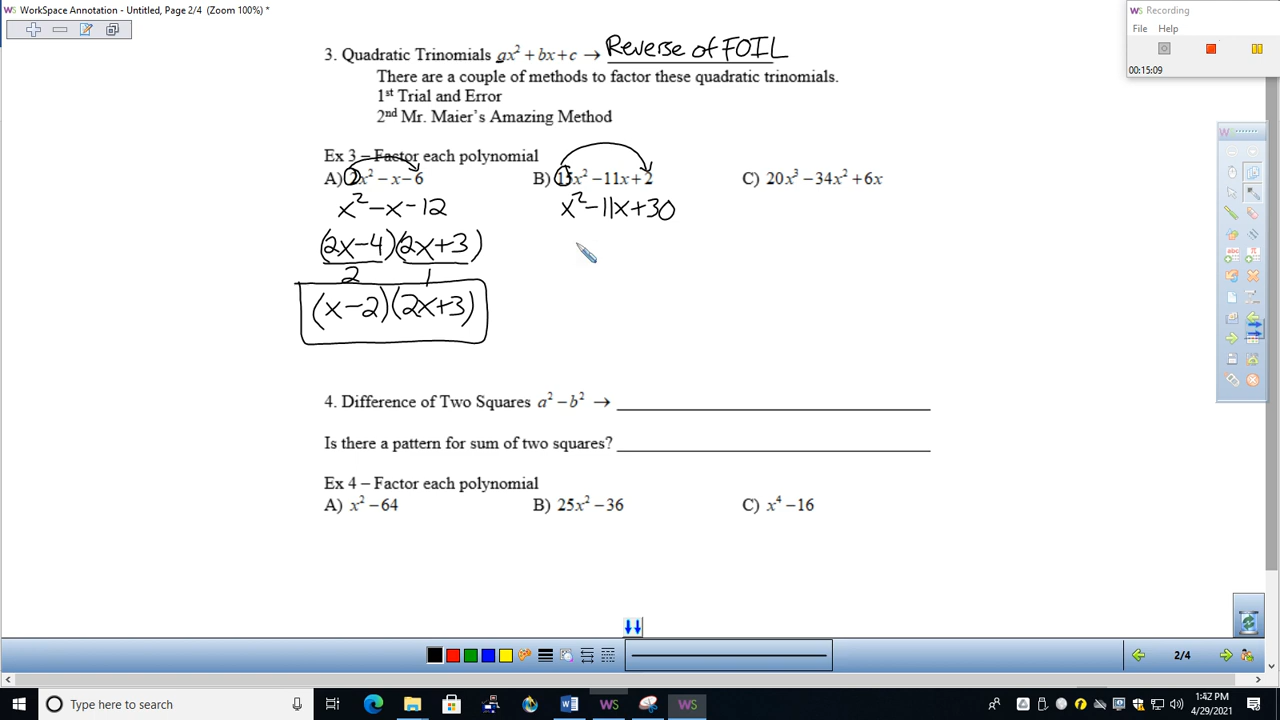 WorkSpace Annotation - Untitled, Page 2/4 (Zoom 100%) *
Recording
File Help
00:15:09
3. Quadratic Trinomials ax² + bx + c → Reverse of FOIL
There are a couple of methods to factor these quadratic trinomials.
1st Trial and Error
2nd Mr. Maier's Amazing Method
Ex 3 – Factor each polynomial
A) 2x² – x – 6 B) 15x² – 11x + 2 C) 20x³ – 34x² + 6x
x² – x – 12 x² – 11x + 30
(2x – 4)(2x + 3)
2 1
(x – 2)(2x + 3)
4. Difference of Two Squares a² – b² →
Is there a pattern for sum of two squares?
Ex 4 – Factor each polynomial
A) x² – 64 B) 25x² – 36 C) x⁴ – 16
2/4
Type here to search
1:42 PM
4/29/2021